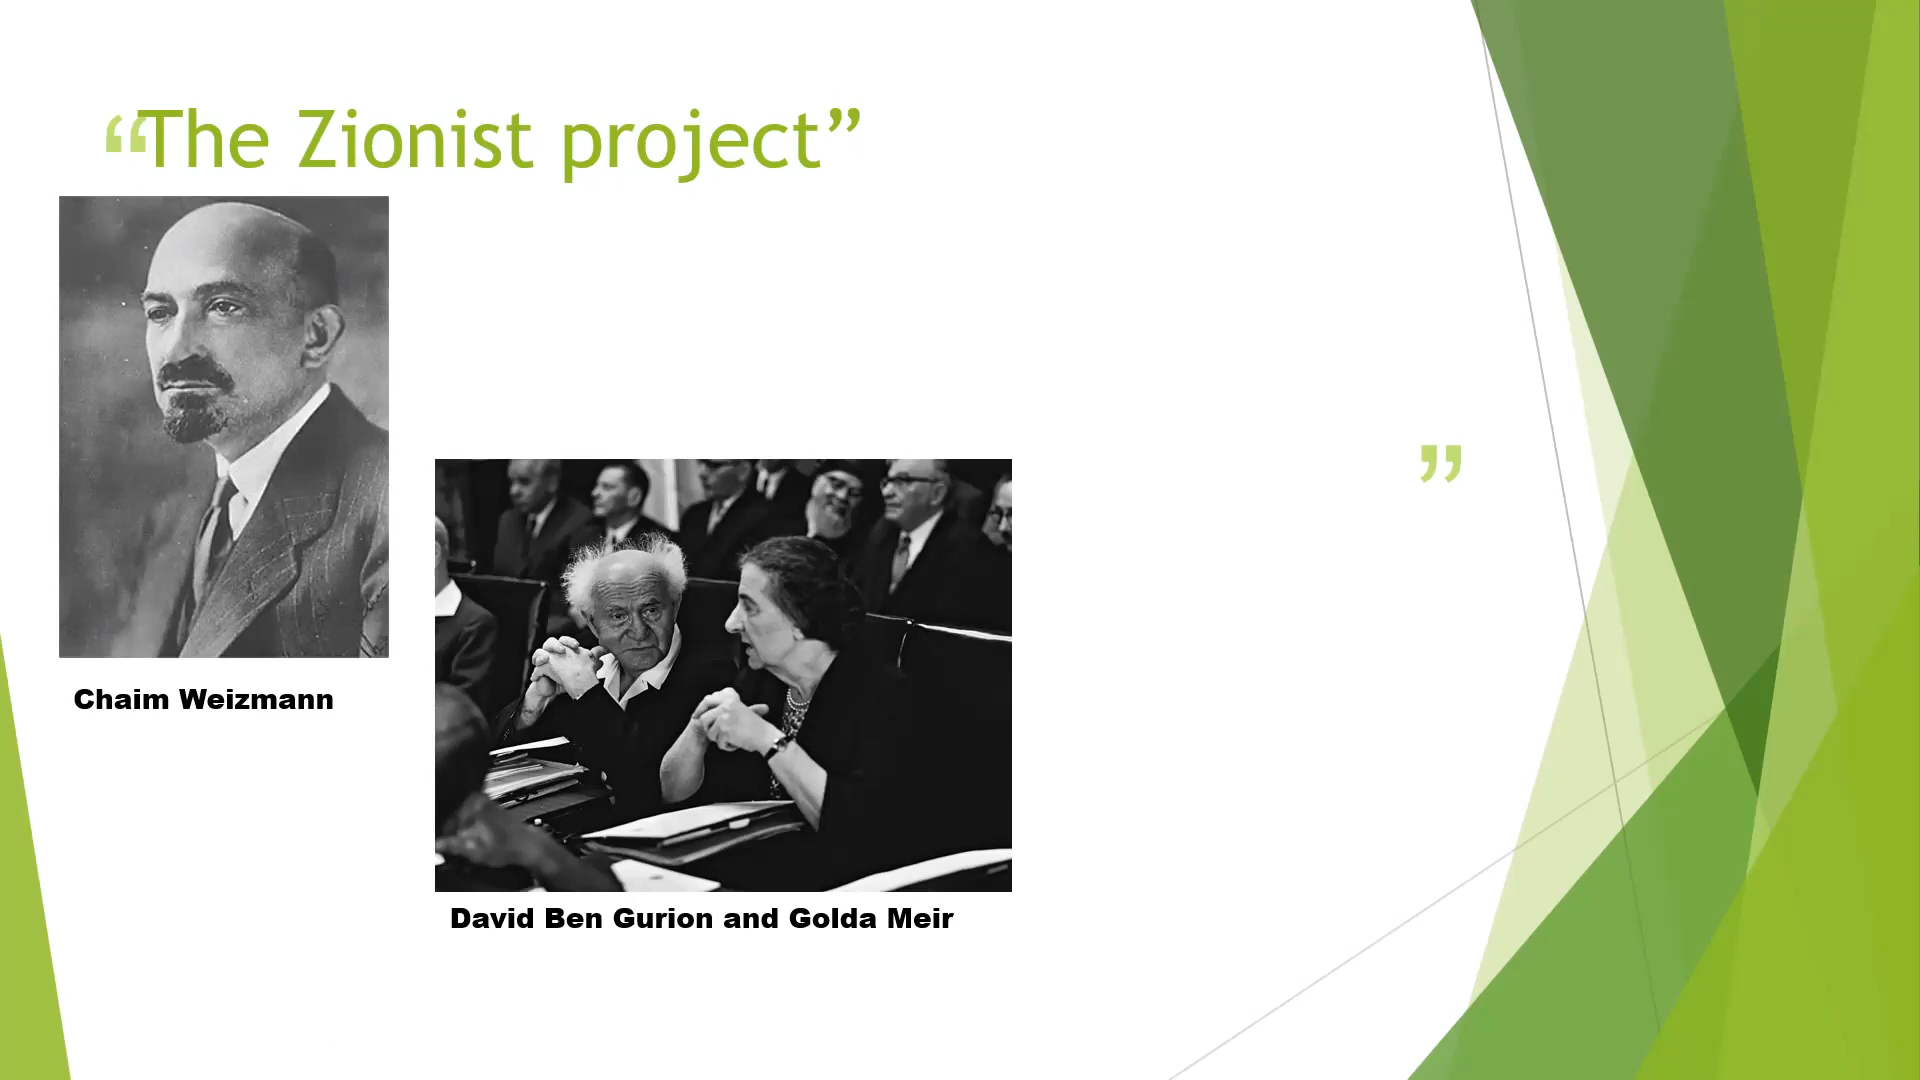 “The Zionist project”
”
Chaim Weizmann
David Ben Gurion and Golda Meir